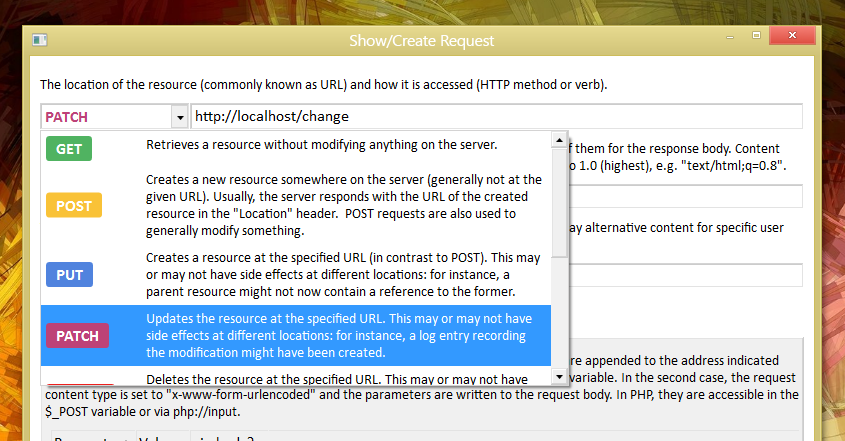 Show/Create Request
The location of the resource (commonly known as URL) and how it is accessed (HTTP method or verb).
PATCH
http://localhost/change
GET
Retrieves a resource without modifying anything on the server.
of them for the response body. Content
to 1.0 (highest), e.g. "text/html;q=0.8".
POST
Creates a new resource somewhere on the server (generally not at the
given URL). Usually, the server responds with the URL of the created
resource in the "Location" header.  POST requests are also used to
generally modify something.
ay alternative content for specific user
PUT
Creates a resource at the specified URL (in contrast to POST). This may
or may not have side effects at different locations: for instance, a
parent resource might not now contain a reference to the former.
PATCH
Updates the resource at the specified URL. This may or may not have
side effects at different locations: for instance, a log entry recording
the modification might have been created.
Deletes the resource at the specified URL. This may or may not have
re appended to the address indicated
variable. In the second case, the request
content type is set to "x-www-form-urlencoded" and the parameters are written to the request body. In PHP, they are accessible in the
$_POST variable or via php://input.